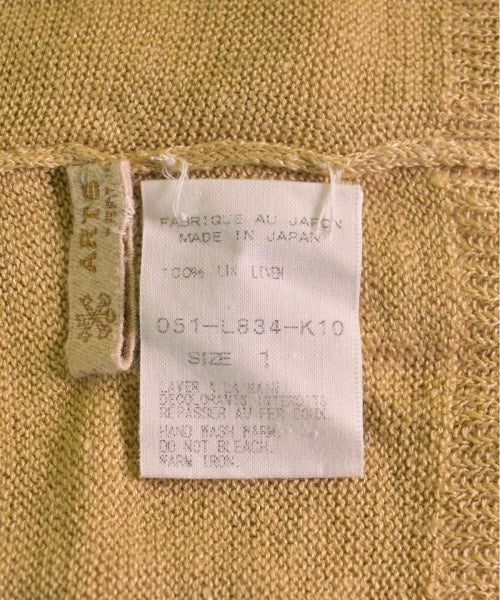 ARTS
FABRIQUE AU JAPON
MADE IN JAPAN
100% LIN LINEN
051-L834-K10
SIZE 1
LAVER A LA MAIN
DECOLORANTS INTERDITS
REPASSER AU FER DOUX.
HAND WASH WARM.
DO NOT BLEACH.
WARM IRON.